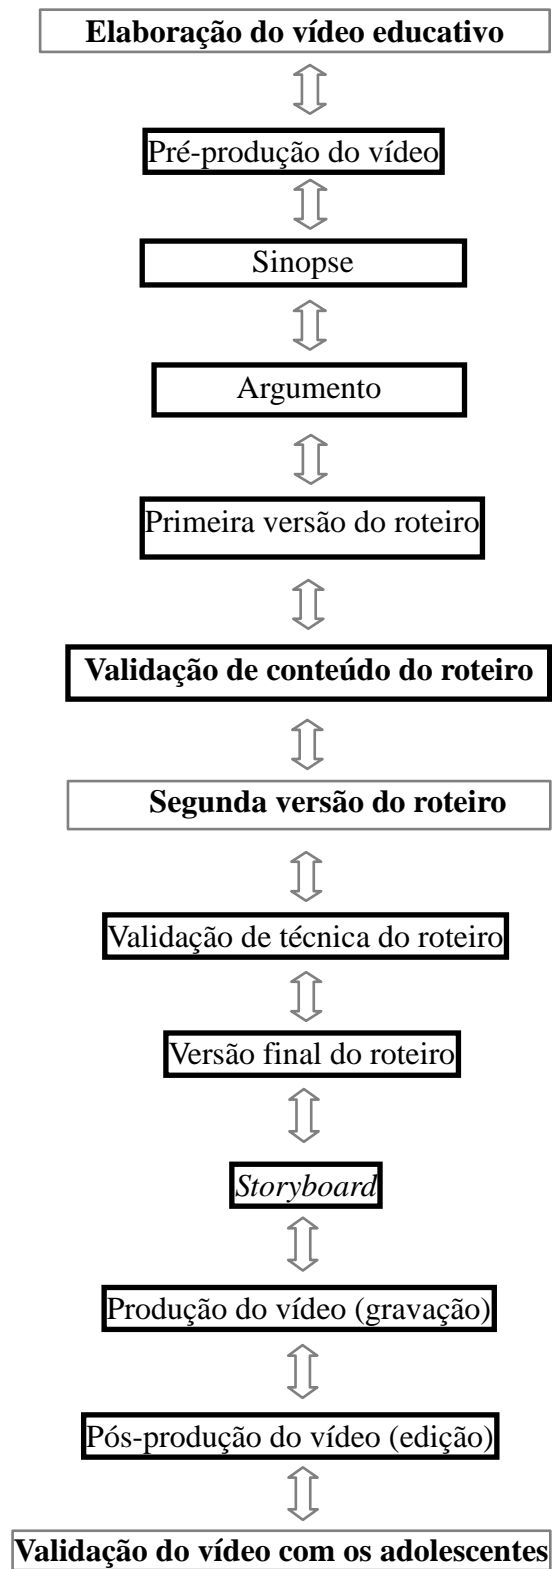 Elaboração do vídeo educativo
Pré-produção do vídeo
Sinopse
Argumento
Primeira versão do roteiro
Validação de conteúdo do roteiro
Segunda versão do roteiro
Validação de técnica do roteiro
Versão final do roteiro
Storyboard
Produção do vídeo (gravação)
Pós-produção do vídeo (edição)
Validação do vídeo com os adolescentes